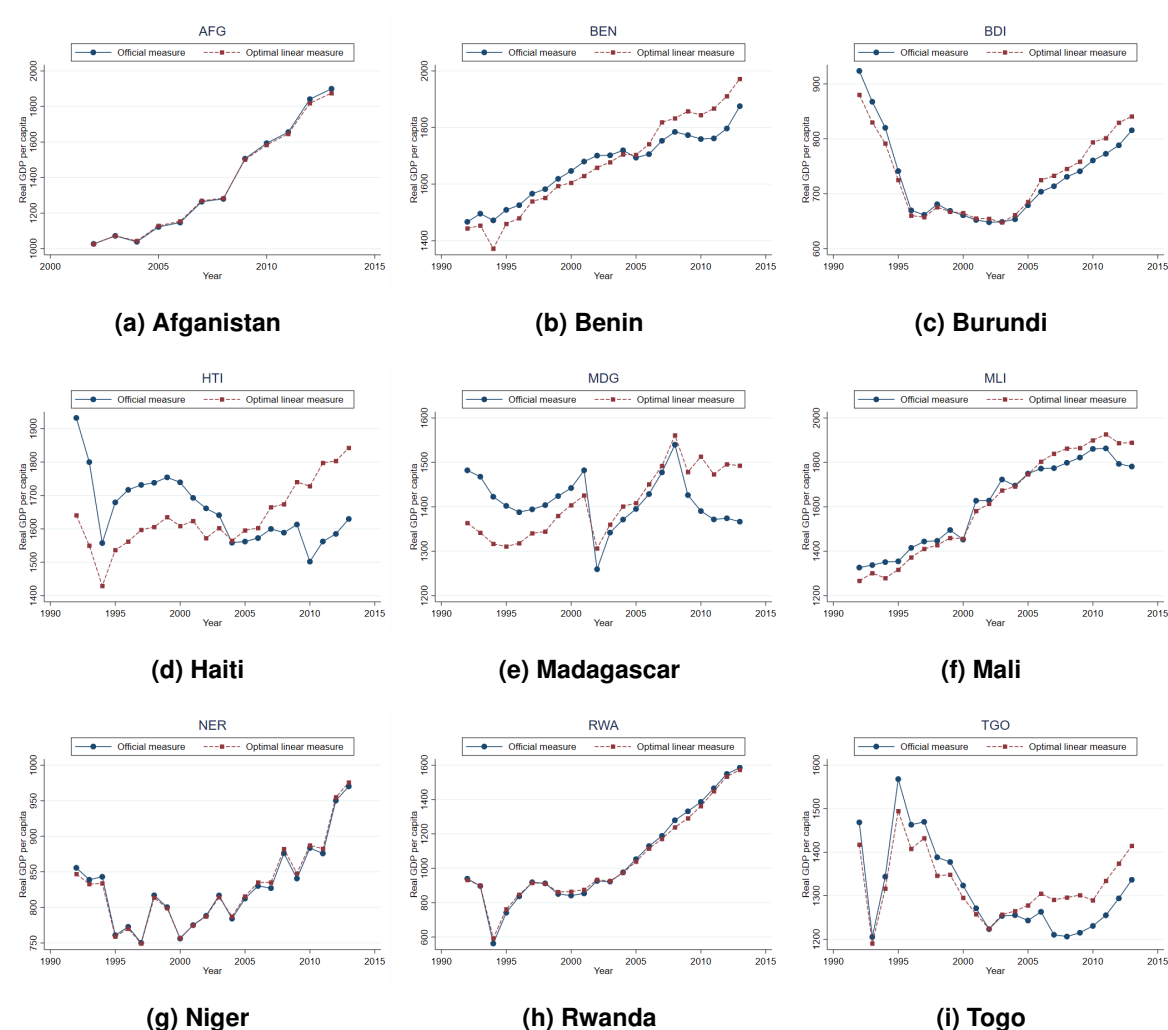 AFG
Official measure Optimal linear measure
Real GDP per capita
1000 1200 1400 1600 1800 2000
2000 2005 2010 2015
Year
(a) Afganistan
BEN
Official measure Optimal linear measure
Real GDP per capita
1400 1600 1800 2000
1990 1995 2000 2005 2010 2015
Year
(b) Benin
BDI
Official measure Optimal linear measure
Real GDP per capita
600 700 800 900
1990 1995 2000 2005 2010 2015
Year
(c) Burundi
HTI
Official measure Optimal linear measure
Real GDP per capita
1400 1500 1600 1700 1800 1900
1990 1995 2000 2005 2010 2015
Year
(d) Haiti
MDG
Official measure Optimal linear measure
Real GDP per capita
1200 1300 1400 1500 1600
1990 1995 2000 2005 2010 2015
Year
(e) Madagascar
MLI
Official measure Optimal linear measure
Real GDP per capita
1200 1400 1600 1800 2000
1990 1995 2000 2005 2010 2015
Year
(f) Mali
NER
Official measure Optimal linear measure
Real GDP per capita
750 800 850 900 950 1000
1990 1995 2000 2005 2010 2015
Year
(g) Niger
RWA
Official measure Optimal linear measure
Real GDP per capita
600 800 1000 1200 1400 1600
1990 1995 2000 2005 2010 2015
Year
(h) Rwanda
TGO
Official measure Optimal linear measure
Real GDP per capita
1200 1300 1400 1500 1600
1990 1995 2000 2005 2010 2015
Year
(i) Togo